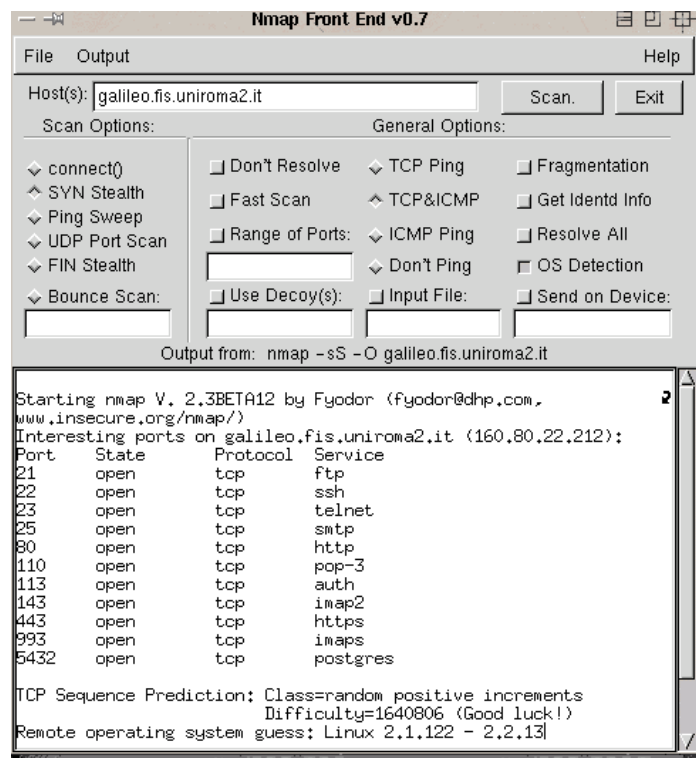 Nmap Front End v0.7
File Output Help
Host(s): galileo.fis.uniroma2.it Scan. Exit
Scan Options: General Options:
connect() Don't Resolve TCP Ping Fragmentation
SYN Stealth Fast Scan TCP&ICMP Get Identd Info
Ping Sweep Range of Ports: ICMP Ping Resolve All
UDP Port Scan
FIN Stealth Don't Ping OS Detection
Bounce Scan: Use Decoy(s): Input File: Send on Device:
Output from: nmap -sS -O galileo.fis.uniroma2.it
Starting nmap V. 2.3BETA12 by Fyodor (fyodor@dhp.com,
www.insecure.org/nmap/)
Interesting ports on galileo.fis.uniroma2.it (160.80.22.212):
Port State Protocol Service
21 open tcp ftp
22 open tcp ssh
23 open tcp telnet
25 open tcp smtp
80 open tcp http
110 open tcp pop-3
113 open tcp auth
143 open tcp imap2
443 open tcp https
993 open tcp imaps
5432 open tcp postgres
TCP Sequence Prediction: Class=random positive increments
Difficulty=1640806 (Good luck!)
Remote operating system guess: Linux 2.1.122 - 2.2.13